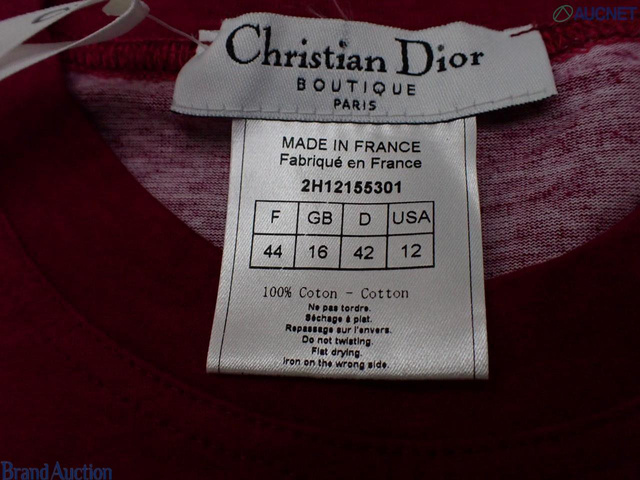 AUCNET
Christian Dior
BOUTIQUE
PARIS
MADE IN FRANCE
Fabriqué en France
2H12155301
F GB D USA
44 16 42 12
100% Coton - Cotton
Ne pas tordre.
Séchage à plat.
Repassage sur l'envers.
Do not twisting.
Flat drying.
Iron on the wrong side.
Brand Auction